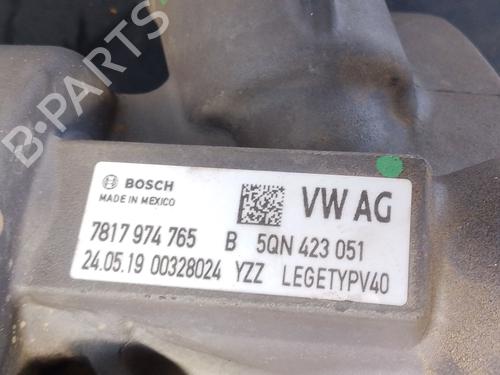 B-PARTS
BOSCH
MADE IN MEXICO
VW AG
7817 974 765 B 5QN 423 051
24.05.19 00328024 YZZ LEGETYPV40
B-PARTS